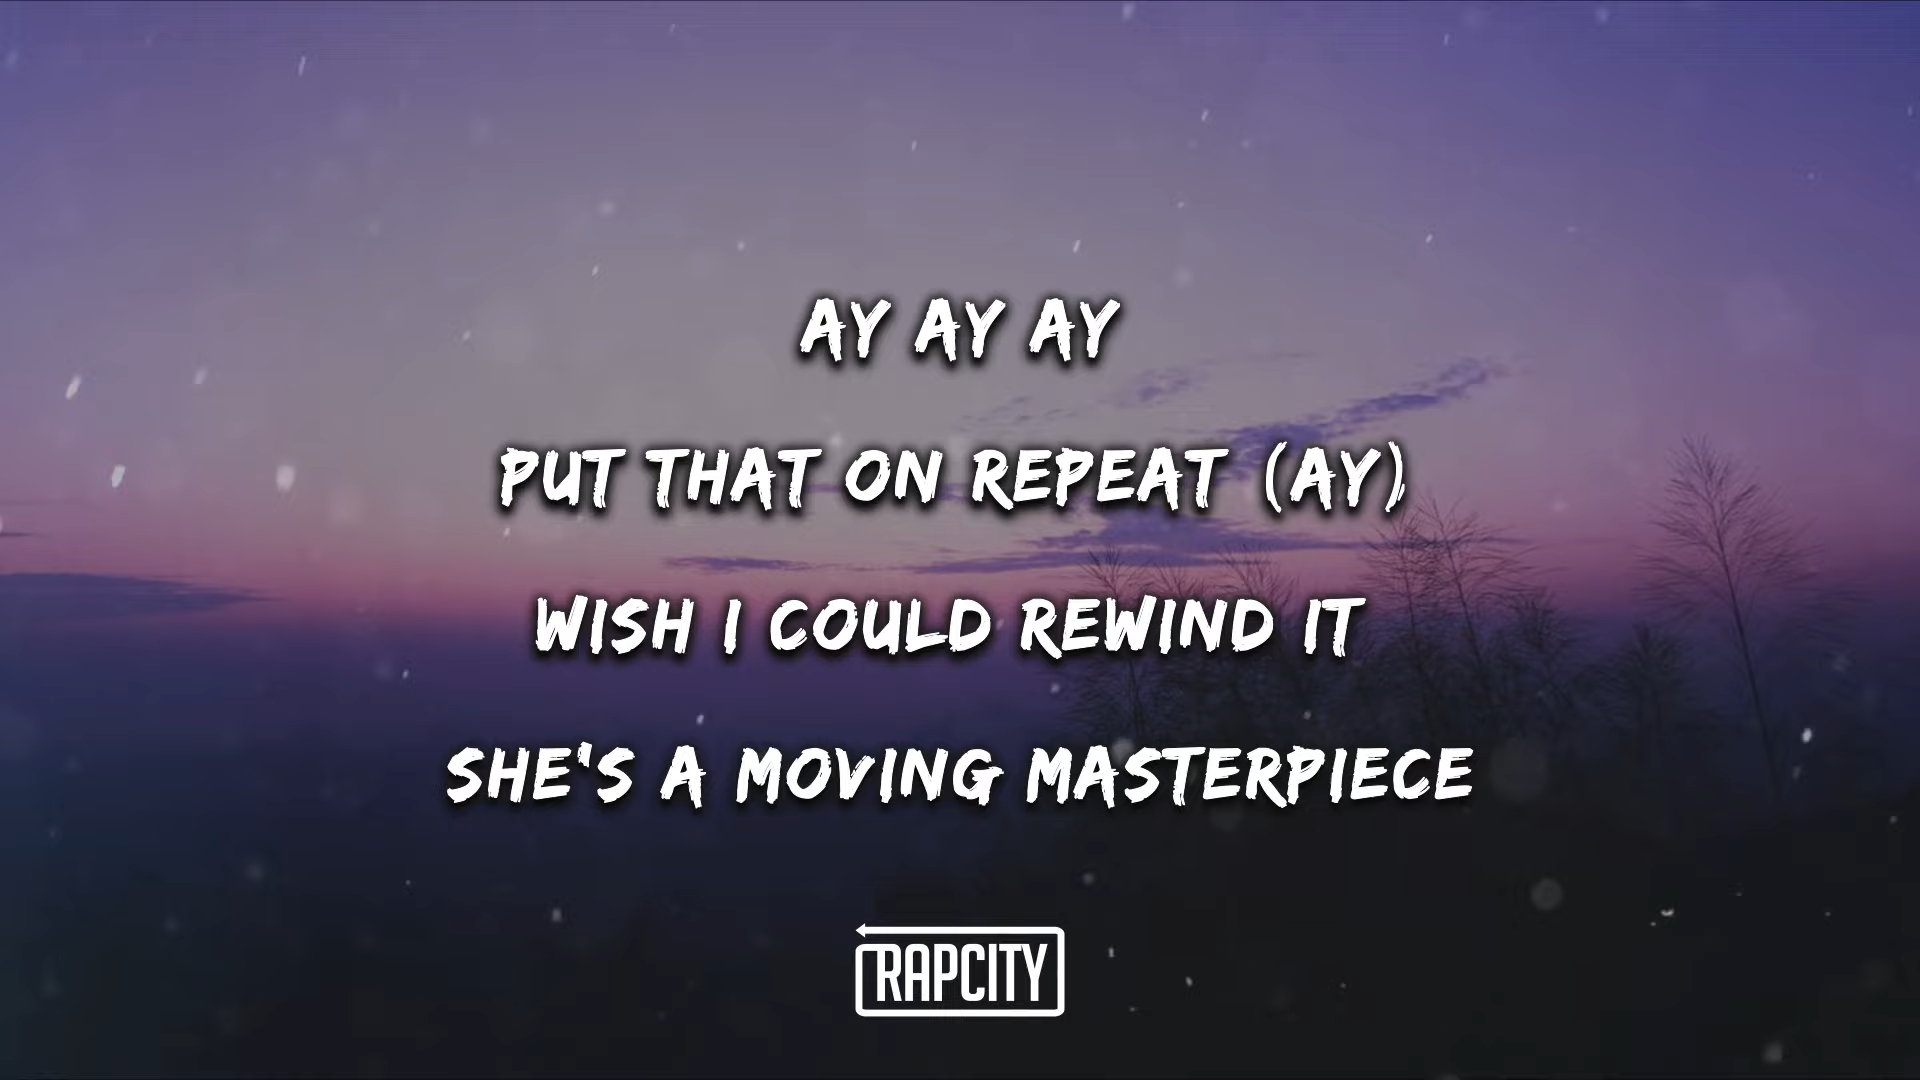 AY AY AY
PUT THAT ON REPEAT (AY)
WISH I COULD REWIND IT
SHE'S A MOVING MASTERPIECE
RAPCITY